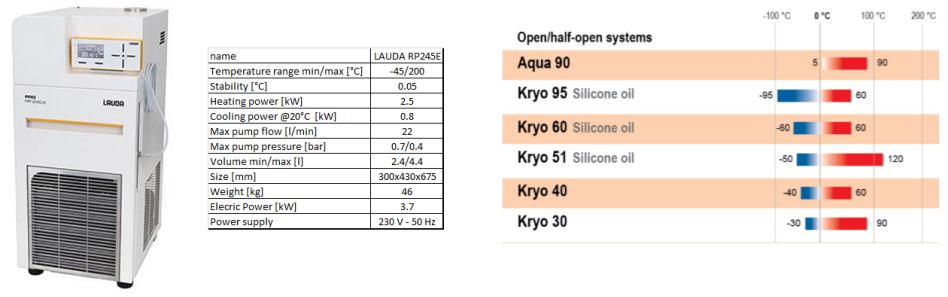 PRO
RP 240 E
LAUDA
name LAUDA RP245E
Temperature range min/max [°C] -45/200
Stability [°C] 0.05
Heating power [kW] 2.5
Cooling power @20°C [kW] 0.8
Max pump flow [l/min] 22
Max pump pressure [bar] 0.7/0.4
Volume min/max [l] 2.4/4.4
Size [mm] 300x430x675
Weight [kg] 46
Elecric Power [kW] 3.7
Power supply 230 V - 50 Hz
-100 °C 0 °C 100 °C 200 °C
Open/half-open systems
Aqua 90 5 90
Kryo 95 Silicone oil -95 60
Kryo 60 Silicone oil -60 60
Kryo 51 Silicone oil -50 120
Kryo 40 -40 60
Kryo 30 -30 90